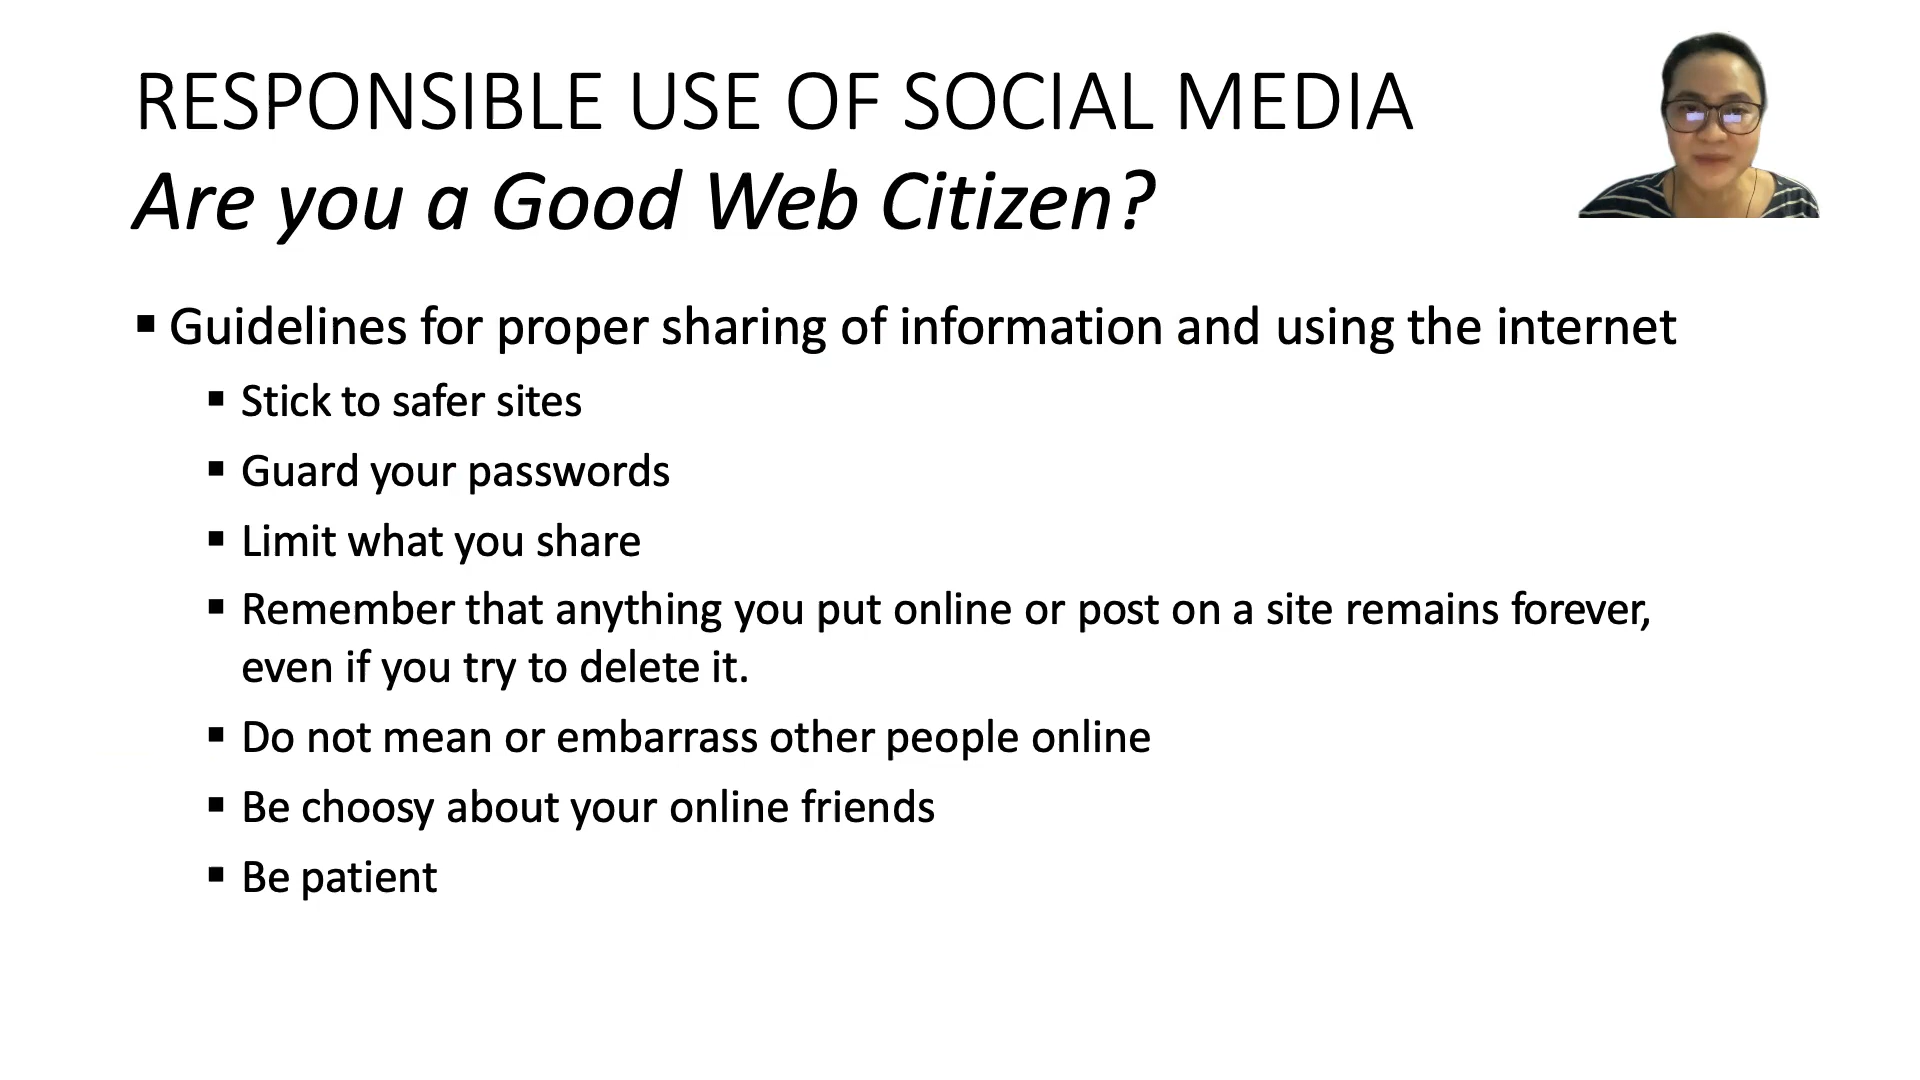 RESPONSIBLE USE OF SOCIAL MEDIA
Are you a Good Web Citizen?
▪ Guidelines for proper sharing of information and using the internet
▪ Stick to safer sites
▪ Guard your passwords
▪ Limit what you share
▪ Remember that anything you put online or post on a site remains forever,
even if you try to delete it.
▪ Do not mean or embarrass other people online
▪ Be choosy about your online friends
▪ Be patient